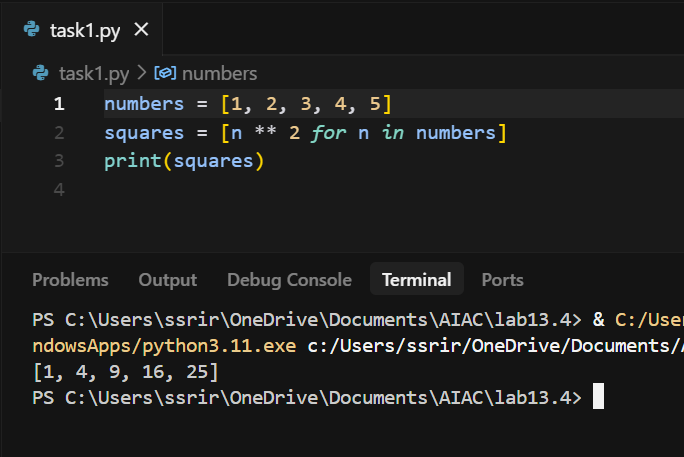 task1.py
task1.py > numbers
1 numbers = [1, 2, 3, 4, 5]
2 squares = [n ** 2 for n in numbers]
3 print(squares)
4
Problems Output Debug Console Terminal Ports
PS C:\Users\ssrir\OneDrive\Documents\AIAC\lab13.4> & C:/User
ndowsApps/python3.11.exe c:/Users/ssrir/OneDrive/Documents/A
[1, 4, 9, 16, 25]
PS C:\Users\ssrir\OneDrive\Documents\AIAC\lab13.4>